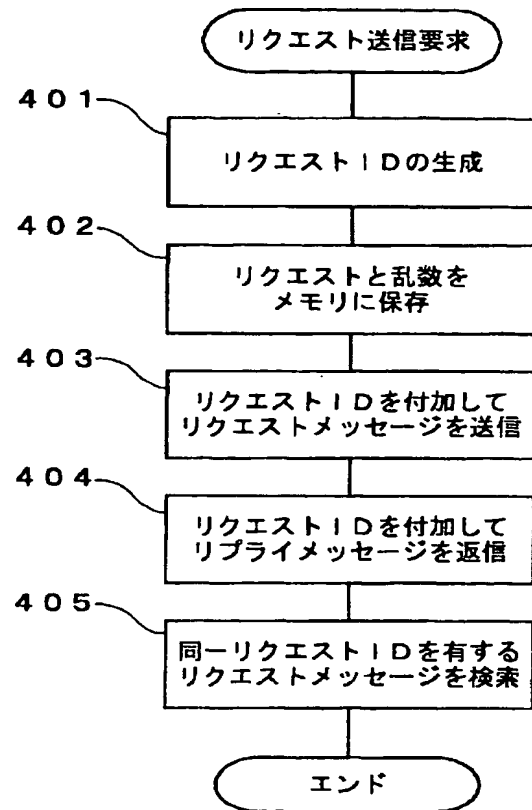 リクエスト送信要求
401
リクエストIDの生成
402
リクエストと乱数を
メモリに保存
403
リクエストIDを付加して
リクエストメッセージを送信
404
リクエストIDを付加して
リプライメッセージを返信
405
同一リクエストIDを有する
リクエストメッセージを検索
エンド